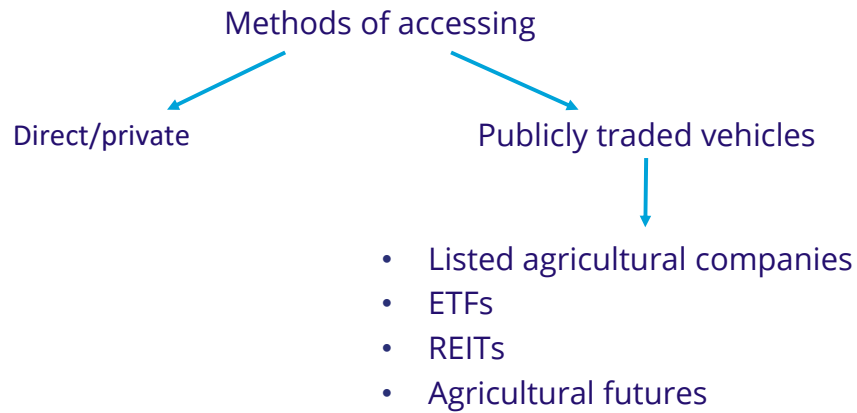 Methods of accessing
Direct/private
Publicly traded vehicles
• Listed agricultural companies
• ETFs
• REITs
• Agricultural futures